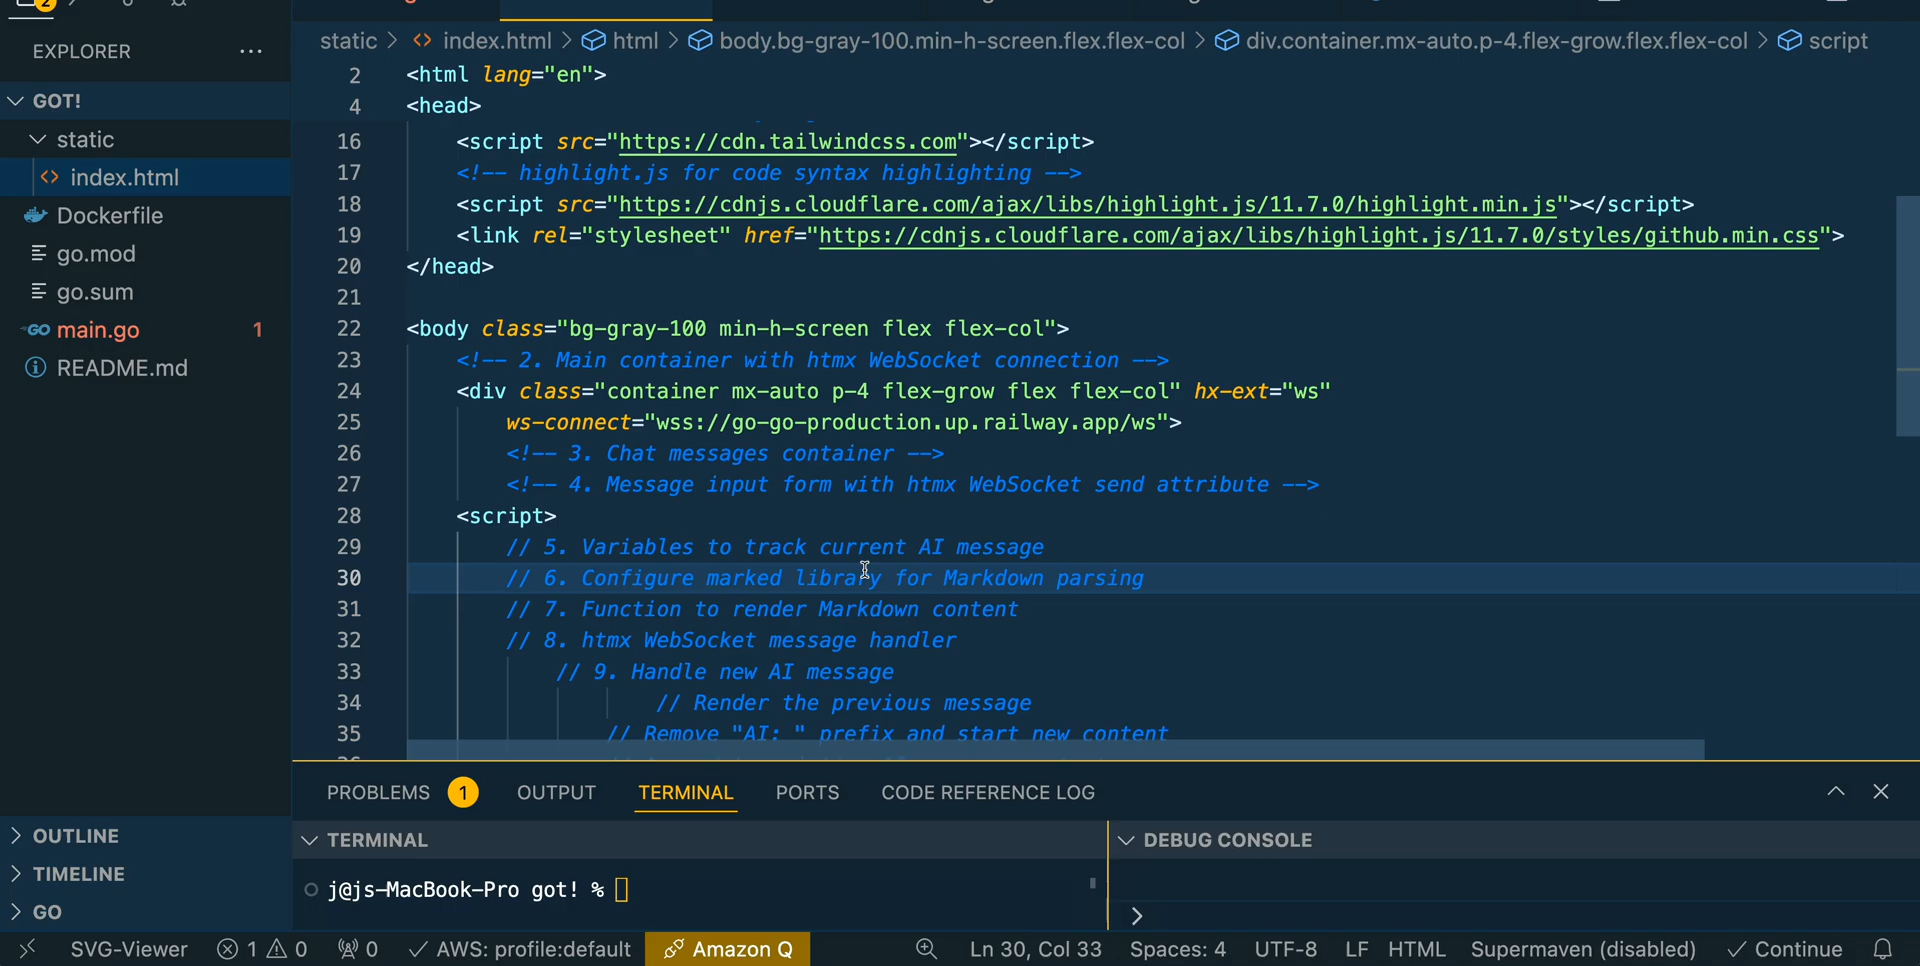 2
EXPLORER ...
GOT!
static
index.html
Dockerfile
go.mod
go.sum
main.go 1
README.md
OUTLINE
TIMELINE
GO
static > index.html > html > body.bg-gray-100.min-h-screen.flex.flex-col > div.container.mx-auto.p-4.flex-grow.flex.flex-col > script
2 <html lang="en">
4 <head>
16 <script src="https://cdn.tailwindcss.com"></script>
17 <!-- highlight.js for code syntax highlighting -->
18 <script src="https://cdnjs.cloudflare.com/ajax/libs/highlight.js/11.7.0/highlight.min.js"></script>
19 <link rel="stylesheet" href="https://cdnjs.cloudflare.com/ajax/libs/highlight.js/11.7.0/styles/github.min.css">
20 </head>
21
22 <body class="bg-gray-100 min-h-screen flex flex-col">
23 <!-- 2. Main container with htmx WebSocket connection -->
24 <div class="container mx-auto p-4 flex-grow flex flex-col" hx-ext="ws"
25 ws-connect="wss://go-go-production.up.railway.app/ws">
26 <!-- 3. Chat messages container -->
27 <!-- 4. Message input form with htmx WebSocket send attribute -->
28 <script>
29 // 5. Variables to track current AI message
30 // 6. Configure marked library for Markdown parsing
31 // 7. Function to render Markdown content
32 // 8. htmx WebSocket message handler
33 // 9. Handle new AI message
34 // Render the previous message
35 // Remove "AI: " prefix and start new content
PROBLEMS 1 OUTPUT TERMINAL PORTS CODE REFERENCE LOG
TERMINAL
j@js-MacBook-Pro got! %
DEBUG CONSOLE
>
SVG-Viewer 1 0 0 AWS: profile:default Amazon Q Ln 30, Col 33 Spaces: 4 UTF-8 LF HTML Supermaven (disabled) Continue